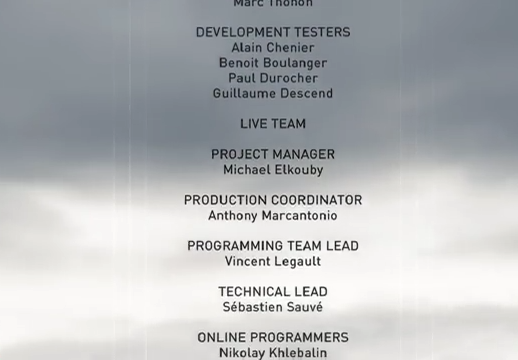 Marc Thonon
DEVELOPMENT TESTERS
Alain Chenier
Benoit Boulanger
Paul Durocher
Guillaume Descend
LIVE TEAM
PROJECT MANAGER
Michael Elkouby
PRODUCTION COORDINATOR
Anthony Marcantonio
PROGRAMMING TEAM LEAD
Vincent Legault
TECHNICAL LEAD
Sébastien Sauvé
ONLINE PROGRAMMERS
Nikolay Khlebalin